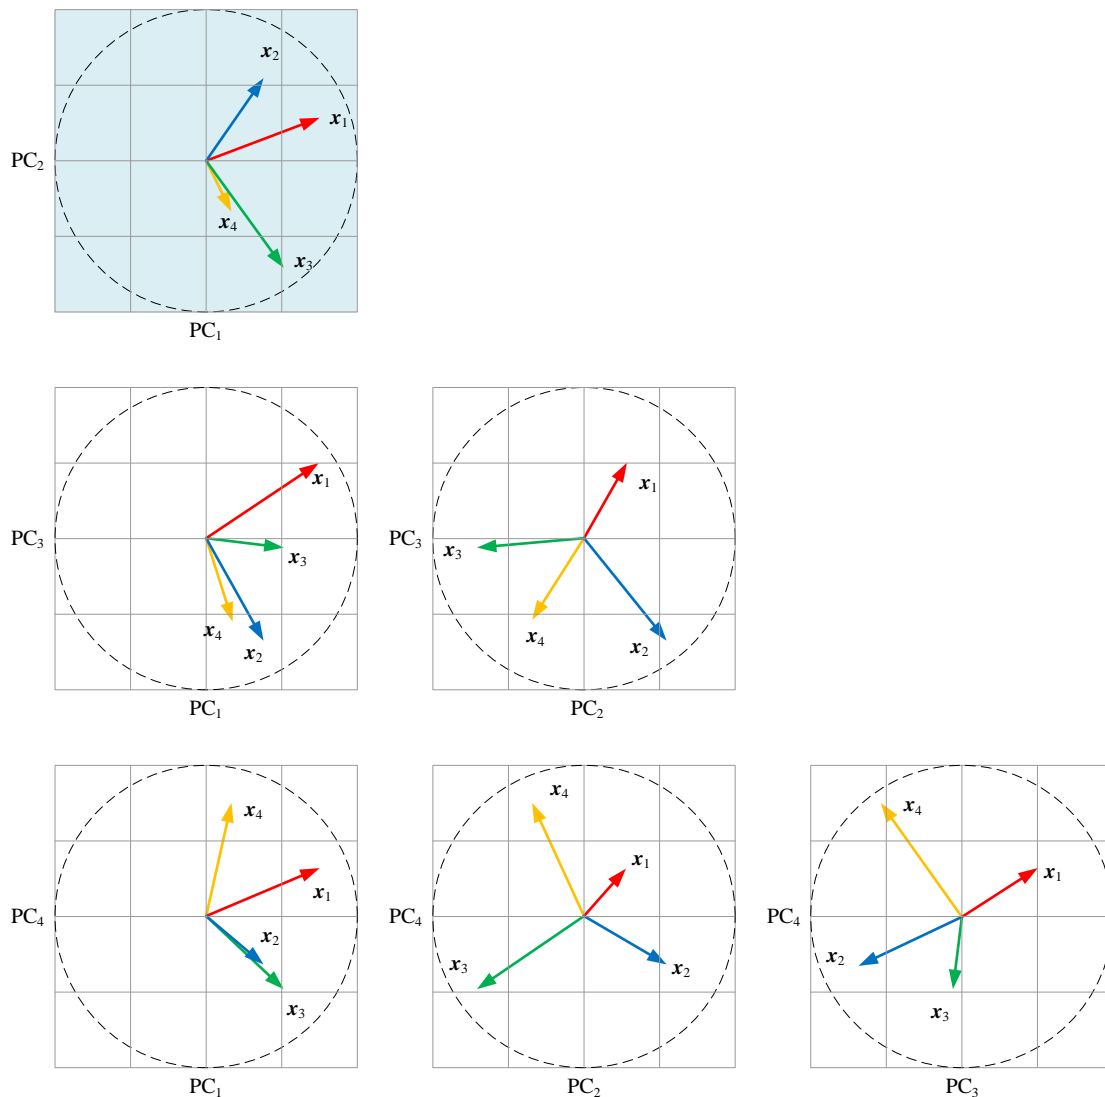 x₂
x₁
PC₂
x₄
x₃
PC₁
x₁
x₁
PC₃
x₃
PC₃
x₃
x₄
x₂
x₄
x₂
PC₁
PC₂
x₄
x₄
x₄
x₁
x₁
x₁
PC₄
x₂
PC₄
x₃
x₂
PC₄
x₂
x₃
x₃
PC₁
PC₂
PC₃